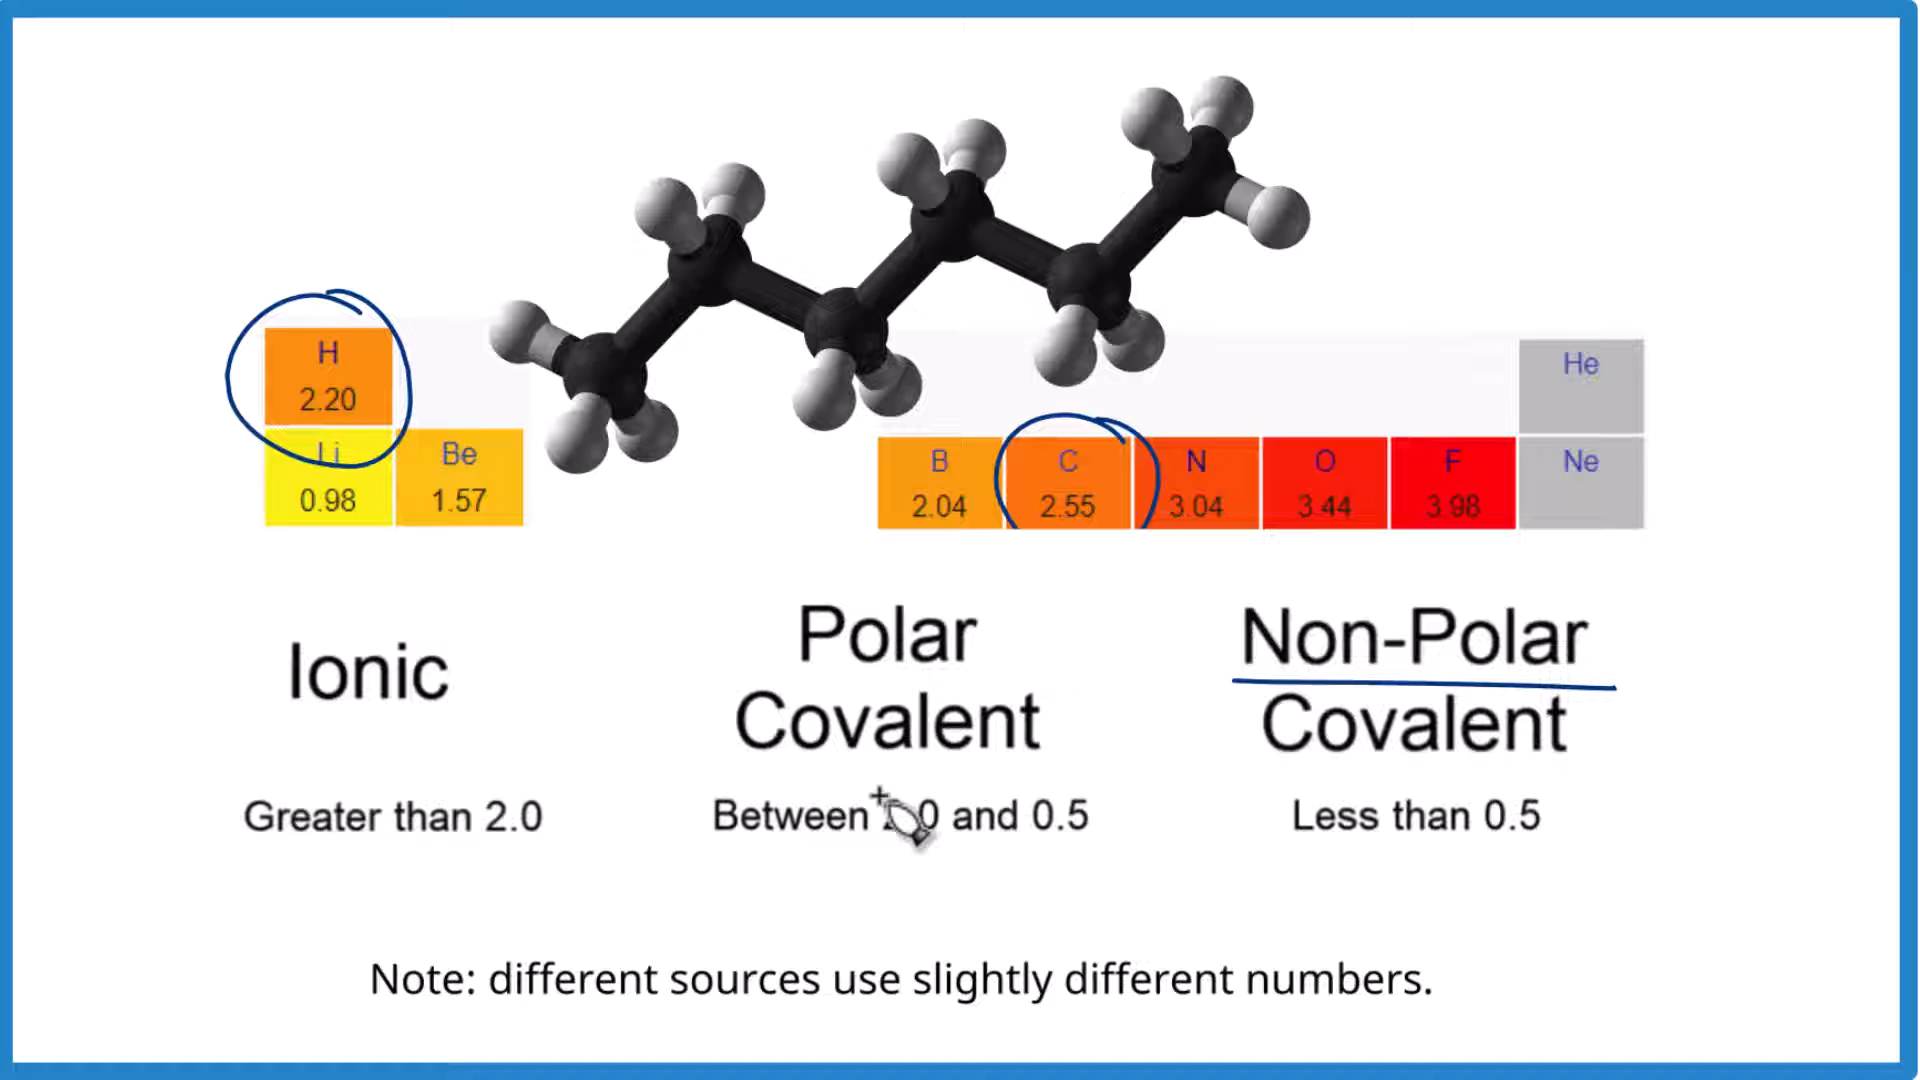 H
2.20
He
Li
0.98
Be
1.57
B
2.04
C
2.55
N
3.04
O
3.44
F
3.98
Ne
Ionic
Greater than 2.0
Polar
Covalent
Between 0 and 0.5
Non-Polar
Covalent
Less than 0.5
Note: different sources use slightly different numbers.